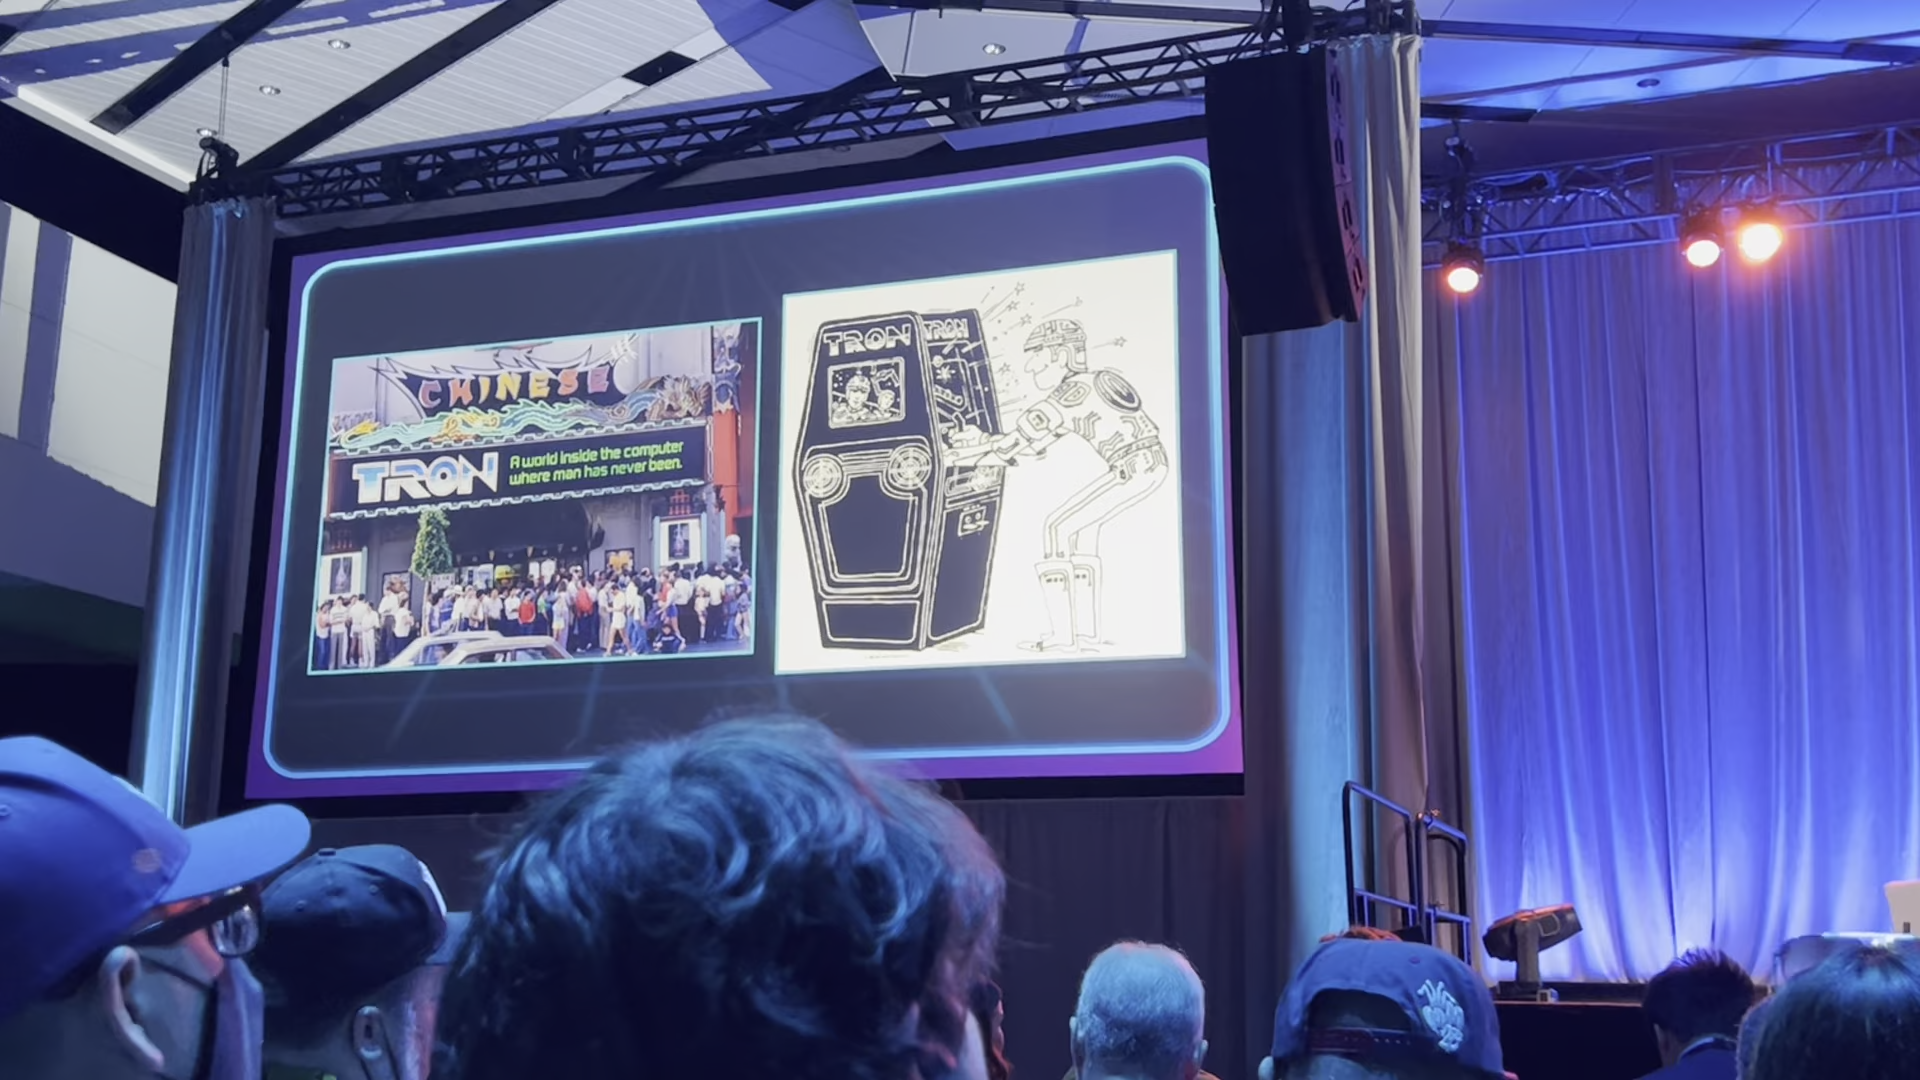 CHINESE
TRON
A world inside the computer
where man has never been.
TRON
TRON